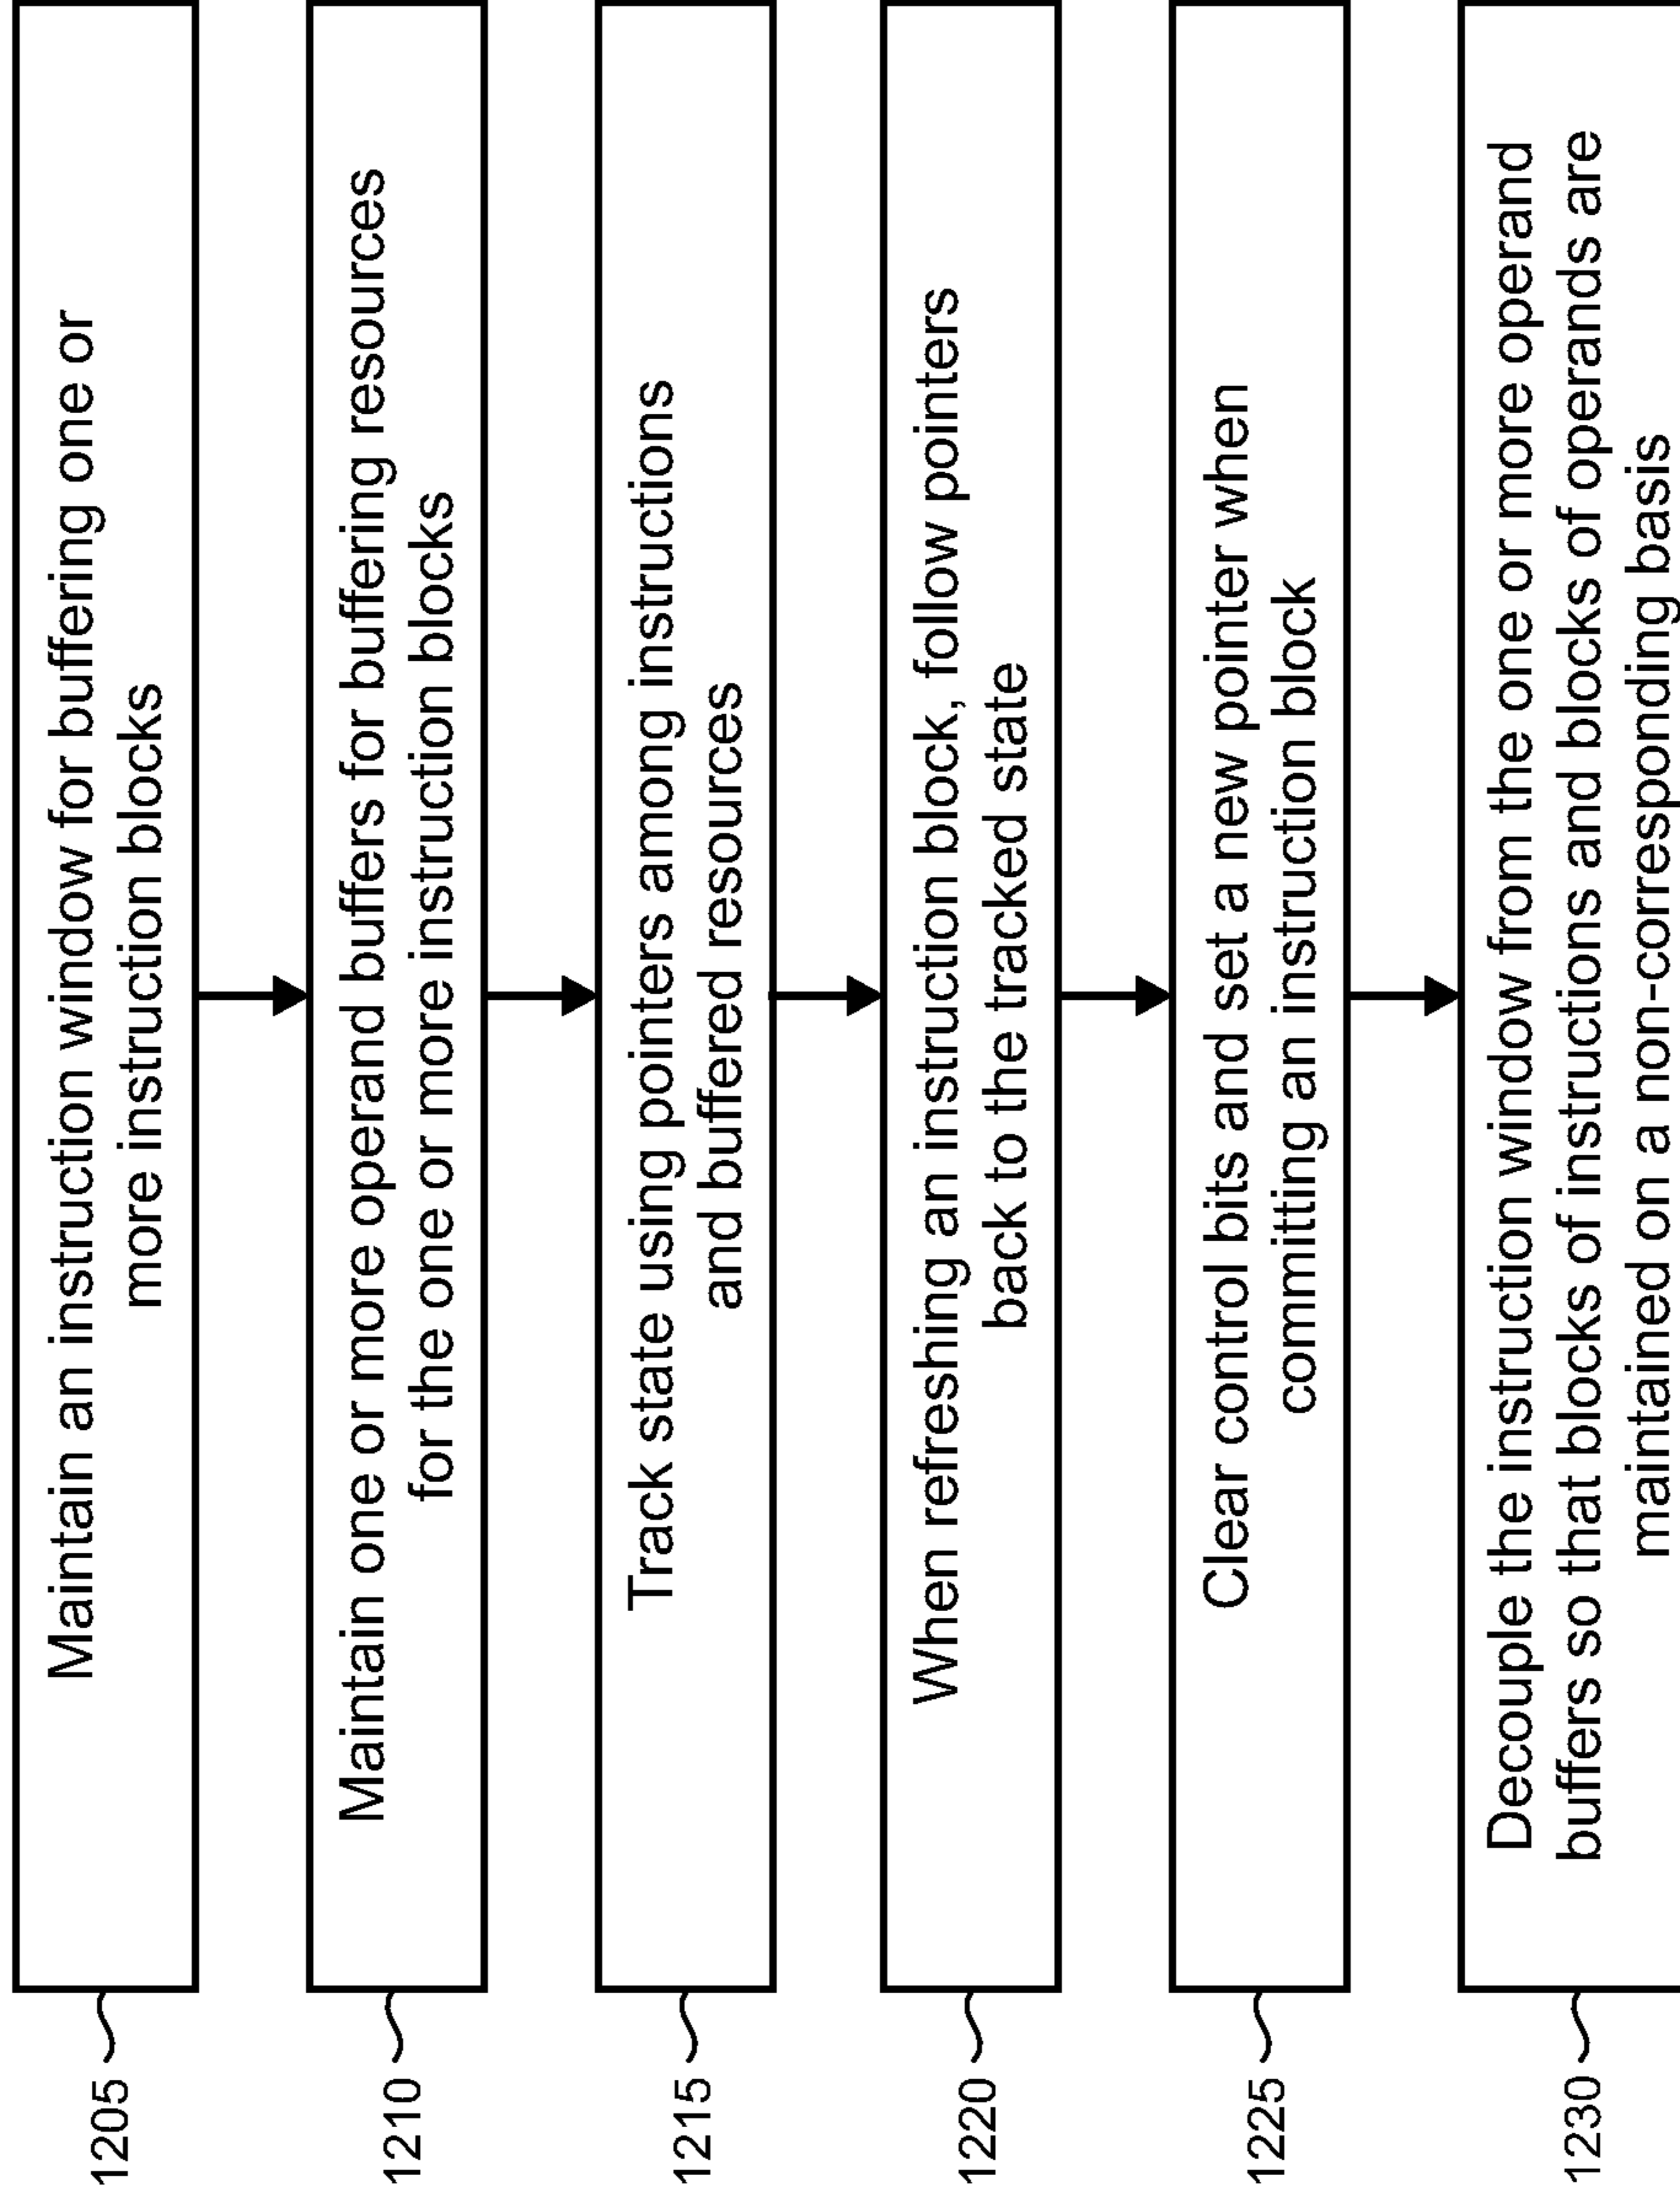 1205
Maintain an instruction window for buffering one or
more instruction blocks
1210
Maintain one or more operand buffers for buffering resources
for the one or more instruction blocks
1215
Track state using pointers among instructions
and buffered resources
1220
When refreshing an instruction block, follow pointers
back to the tracked state
1225
Clear control bits and set a new pointer when
committing an instruction block
1230
Decouple the instruction window from the one or more operand
buffers so that blocks of instructions and blocks of operands are
maintained on a non-corresponding basis